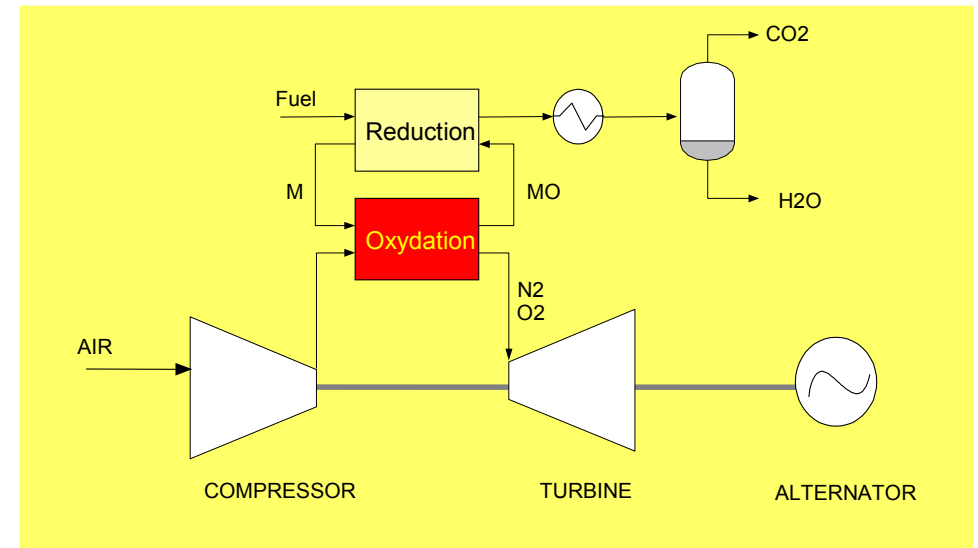 CO2
Fuel
Reduction
M
MO
H2O
Oxydation
N2
O2
AIR
COMPRESSOR
TURBINE
ALTERNATOR